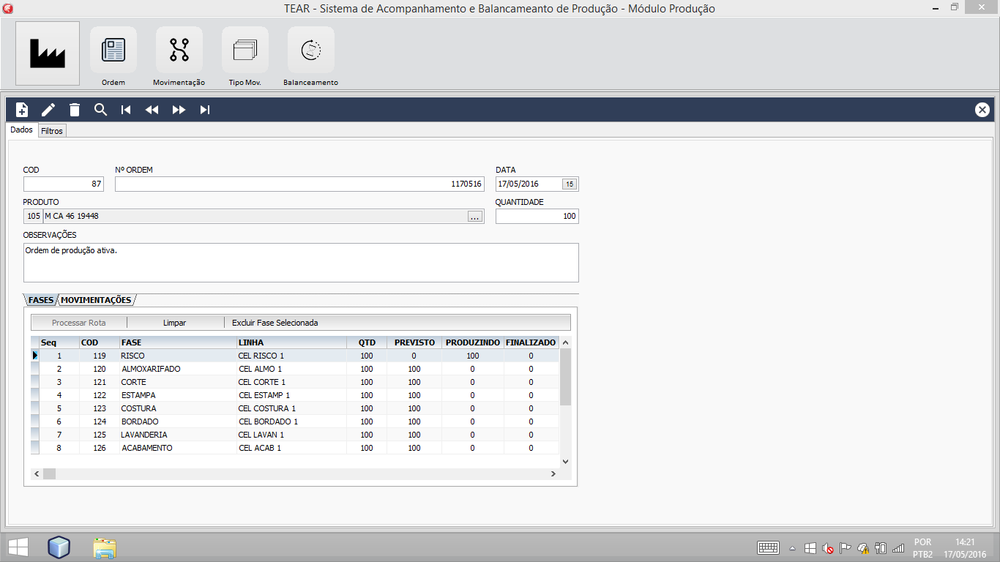 TEAR - Sistema de Acompanhamento e Balancameanto de Produção - Módulo Produção
Ordem Movimentação Tipo Mov. Balanceamento
Dados Filtros
COD Nº ORDEM DATA
87 1170516 17/05/2016 15
PRODUTO QUANTIDADE
105 M CA 46 19448 ... 100
OBSERVAÇÕES
Ordem de produção ativa.
FASES MOVIMENTAÇÕES
Processar Rota Limpar Excluir Fase Selecionada
Seq COD FASE LINHA QTD PREVISTO PRODUZINDO FINALIZADO
1 119 RISCO CEL RISCO 1 100 0 100 0
2 120 ALMOXARIFADO CEL ALMO 1 100 100 0 0
3 121 CORTE CEL CORTE 1 100 100 0 0
4 122 ESTAMPA CEL ESTAMP 1 100 100 0 0
5 123 COSTURA CEL COSTURA 1 100 100 0 0
6 124 BORDADO CEL BORDADO 1 100 100 0 0
7 125 LAVANDERIA CEL LAVAN 1 100 100 0 0
8 126 ACABAMENTO CEL ACAB 1 100 100 0 0
POR 14:21
PTB2 17/05/2016